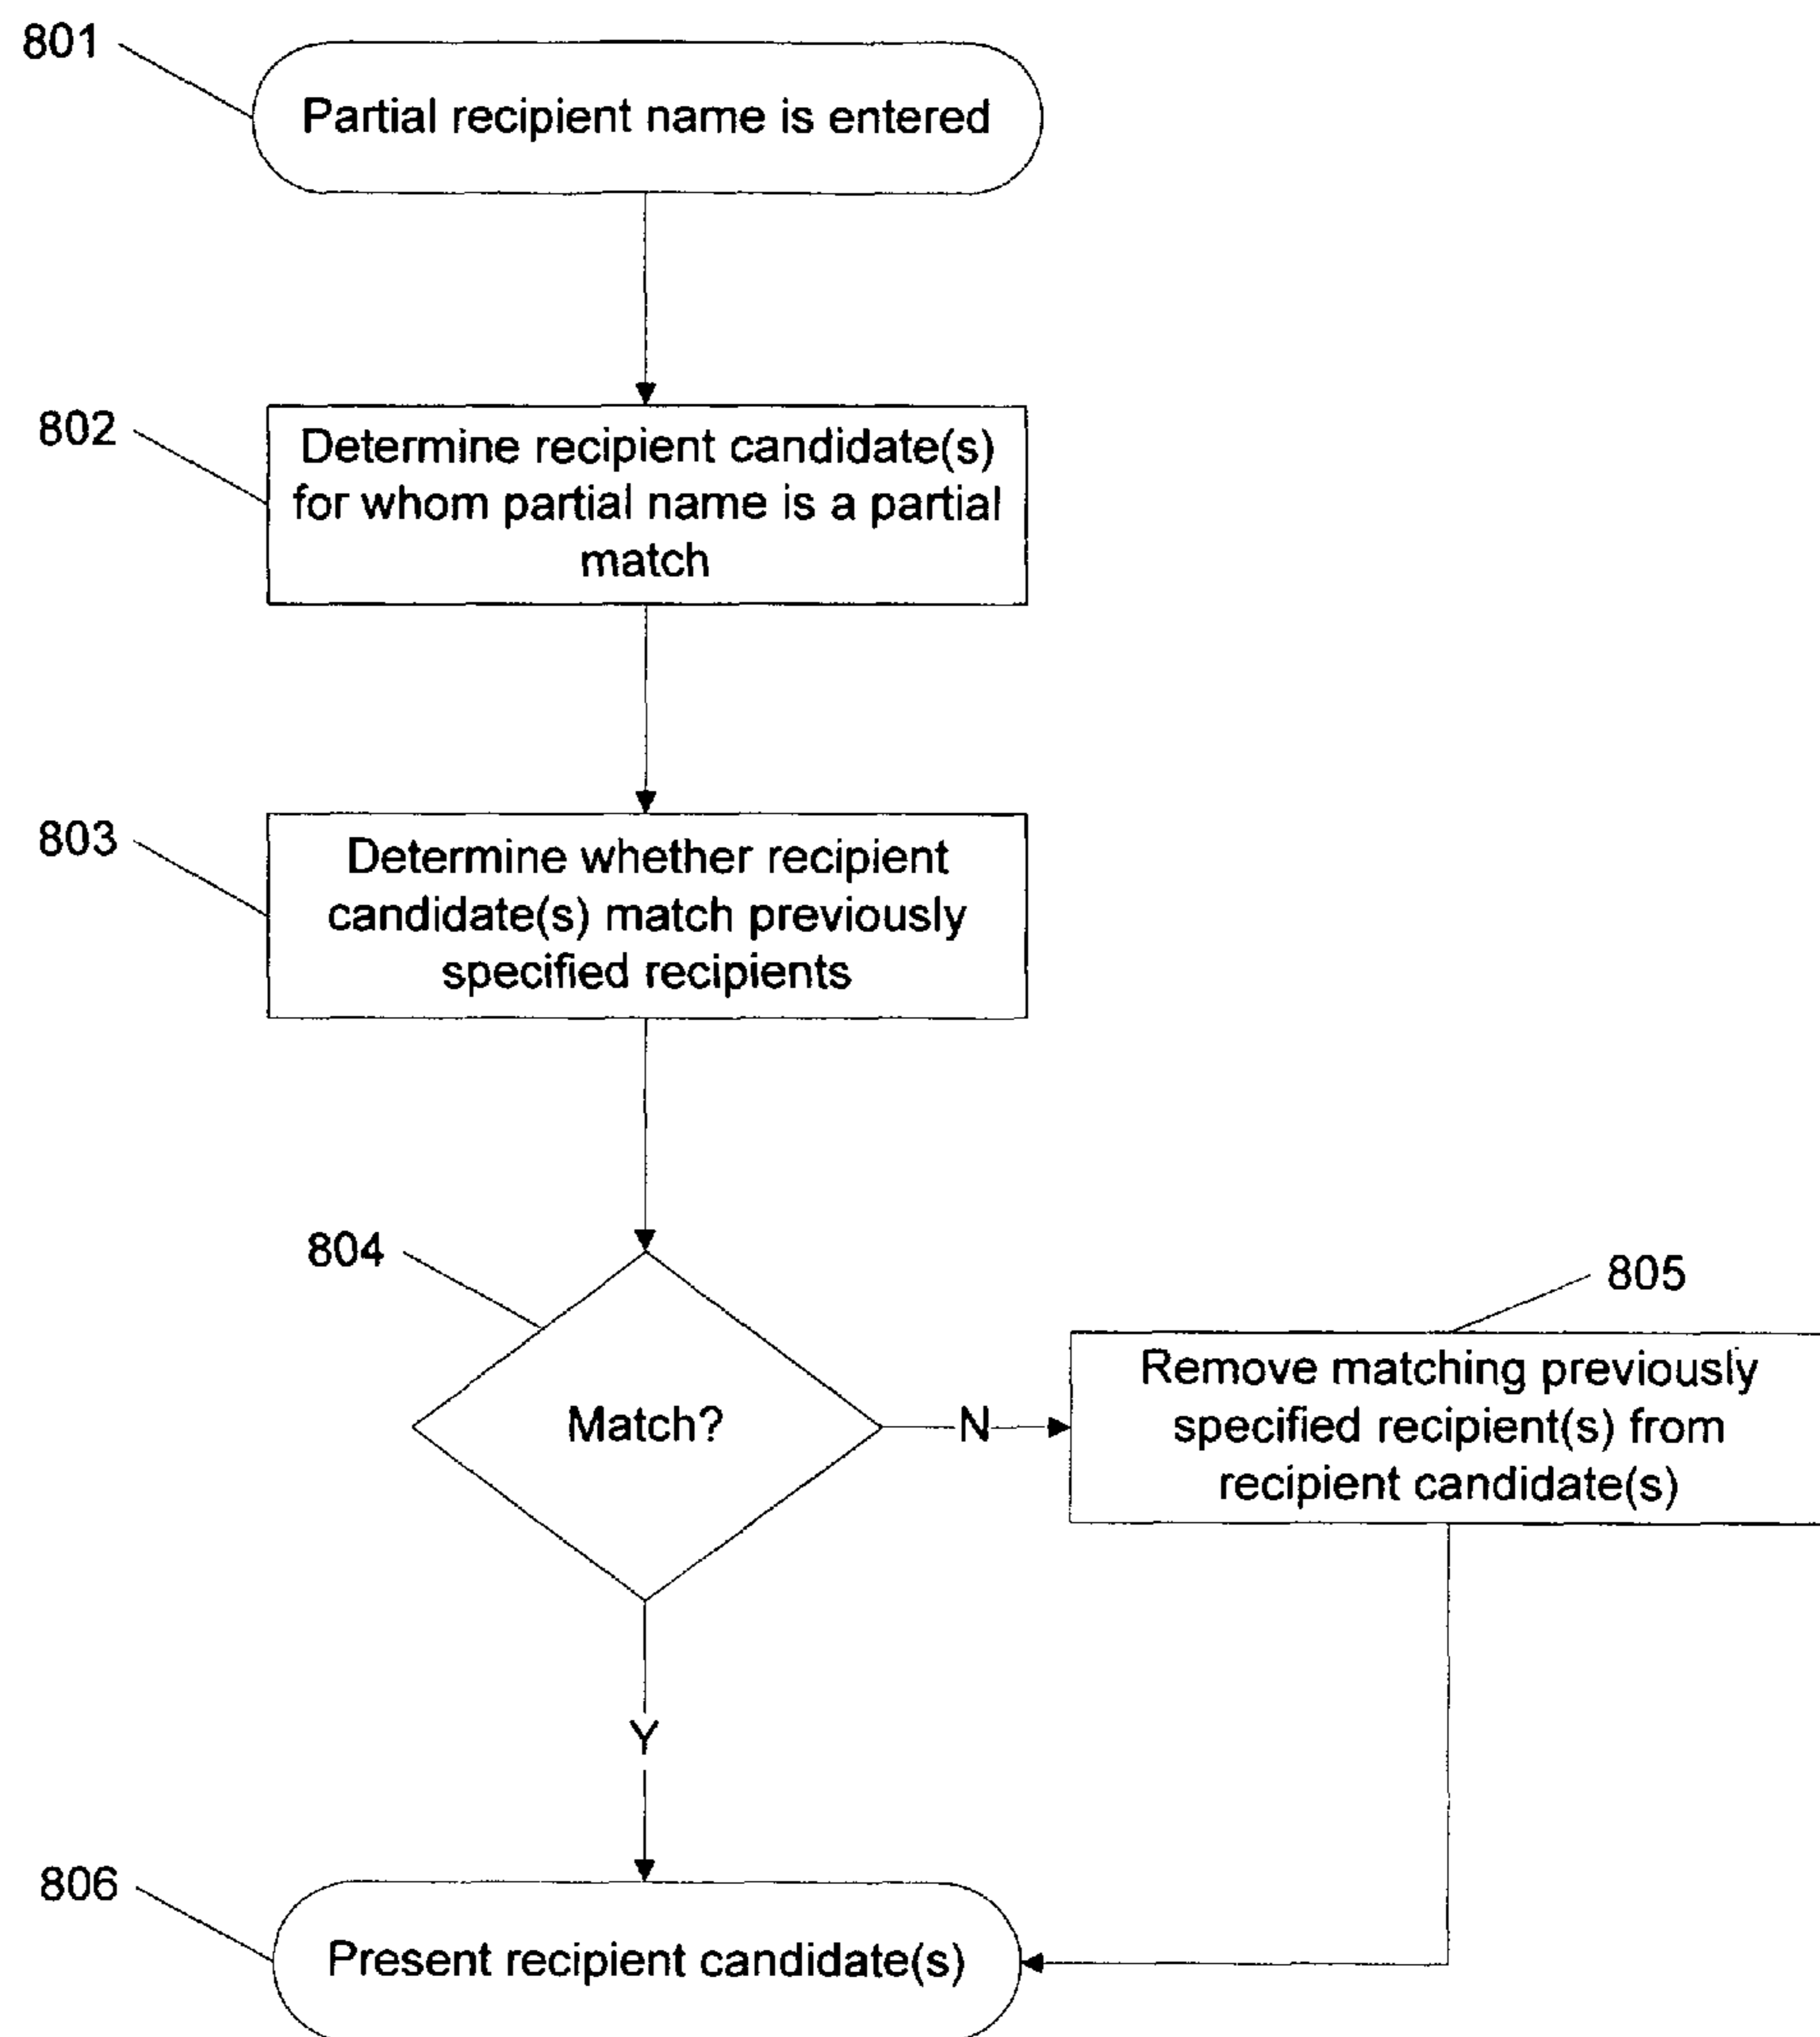 801
Partial recipient name is entered
802
Determine recipient candidate(s)
for whom partial name is a partial
match
803
Determine whether recipient
candidate(s) match previously
specified recipients
804
Match?
N
805
Remove matching previously
specified recipient(s) from
recipient candidate(s)
Y
806
Present recipient candidate(s)